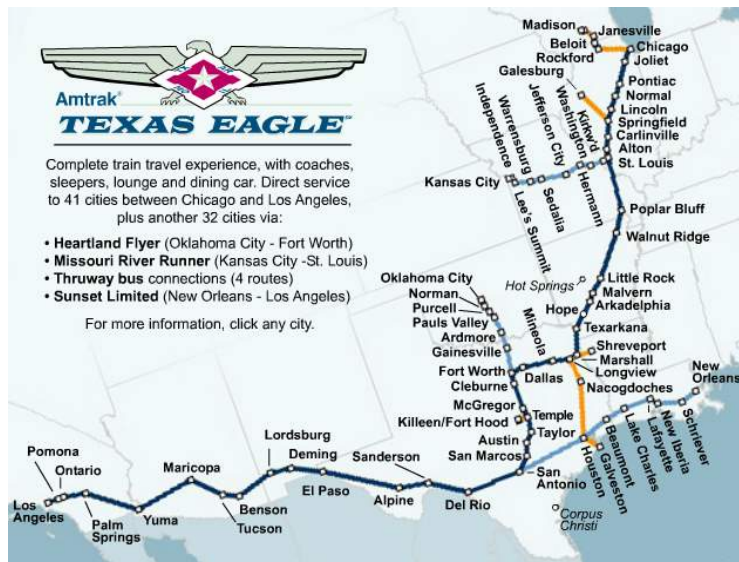 Amtrak®
TEXAS EAGLE™
Complete train travel experience, with coaches,
sleepers, lounge and dining car. Direct service
to 41 cities between Chicago and Los Angeles,
plus another 32 cities via:
• Heartland Flyer (Oklahoma City - Fort Worth)
• Missouri River Runner (Kansas City -St. Louis)
• Thruway bus connections (4 routes)
• Sunset Limited (New Orleans - Los Angeles)
For more information, click any city.
Madison
Janesville
Beloit
Rockford
Chicago
Joliet
Galesburg
Pontiac
Normal
Lincoln
Springfield
Carlinville
Alton
St. Louis
Kirkw'd
Washington
Jefferson City
Warrensburg
Independence
Kansas City
Lee's Summit
Sedalia
Hermann
Poplar Bluff
Walnut Ridge
Little Rock
Hot Springs
Malvern
Arkadelphia
Hope
Texarkana
Oklahoma City
Norman
Purcell
Pauls Valley
Ardmore
Gainesville
Mineola
Shreveport
Marshall
Longview
Fort Worth
Dallas
Cleburne
Nacogdoches
New
Orleans
McGregor
Temple
Killeen/Fort Hood
Taylor
Austin
San Marcos
San
Antonio
Houston
Galveston
Beaumont
Lake Charles
Lafayette
New Iberia
Schriever
Lordsburg
Deming
Sanderson
Pomona
Ontario
Maricopa
Los
Angeles
Palm
Springs
Yuma
Tucson
Benson
El Paso
Alpine
Del Rio
Corpus
Christi